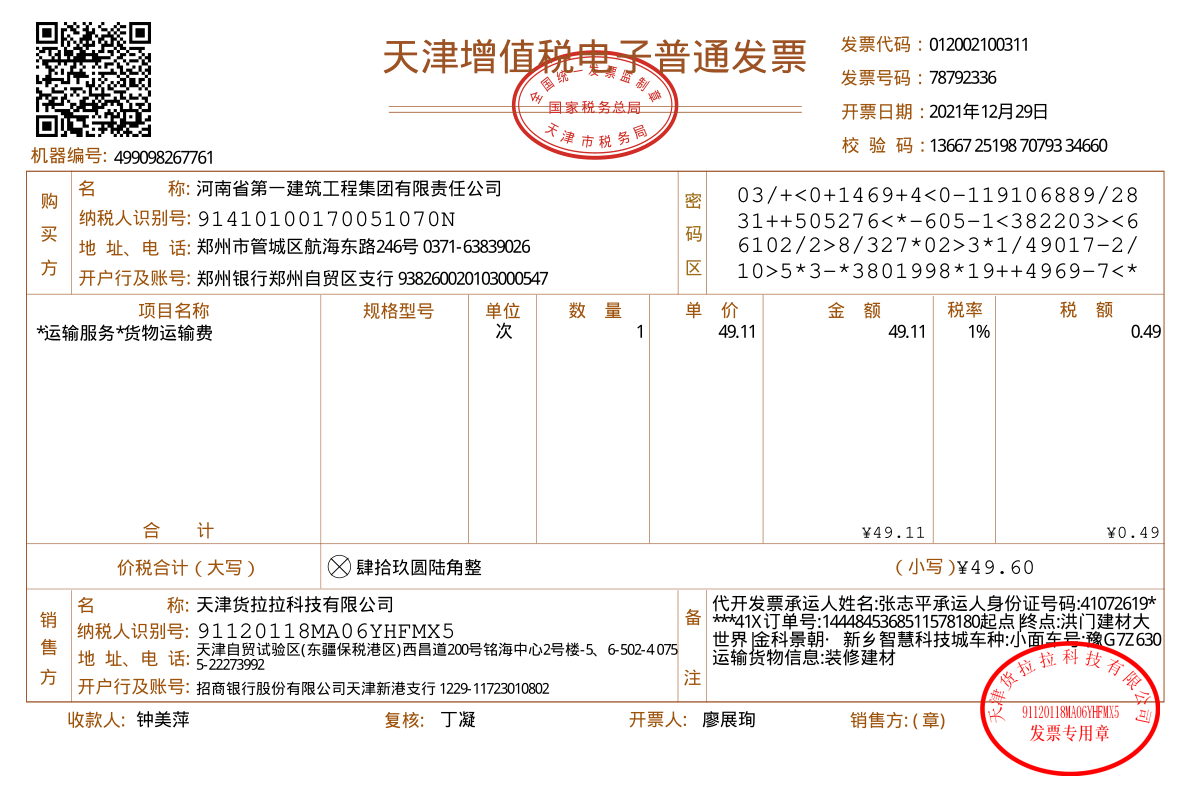 天津增值税电子普通发票
全国统一发票监制章
国家税务总局
天津市税务局
发票代码：012002100311
发票号码：78792336
开票日期：2021年12月29日
校 验 码：13667 25198 70793 34660
机器编号: 499098267761
购买方
名 称: 河南省第一建筑工程集团有限责任公司
纳税人识别号: 91410100170051070N
地 址、电 话: 郑州市管城区航海东路246号 0371-63839026
开户行及账号: 郑州银行郑州自贸区支行 938260020103000547
密码区
03/+<0+1469+4<0-119106889/28
31++505276<*-605-1<382203><6
6102/2>8/327*02>3*1/49017-2/
10>5*3-*3801998*19++4969-7<*
项目名称 规格型号 单位 数 量 单 价 金 额 税率 税 额
*运输服务*货物运输费 次 1 49.11 49.11 1% 0.49
合 计 ¥49.11 ¥0.49
价税合计（大写） 肆拾玖圆陆角整 （小写）¥49.60
销售方
名 称: 天津货拉拉科技有限公司
纳税人识别号: 91120118MA06YHFMX5
地 址、电 话: 天津自贸试验区(东疆保税港区)西昌道200号铭海中心2号楼-5、6-502-4 075
5-22273992
开户行及账号: 招商银行股份有限公司天津新港支行 1229-11723010802
备注
代开发票承运人姓名:张志平承运人身份证号码:41072619*
***41X 订单号:1444845368511578180起点|终点:洪门建材大
世界|金科景朝· 新乡智慧科技城车种:小面车号:豫G7Z630
运输货物信息:装修建材
收款人: 钟美萍 复核: 丁凝 开票人: 廖展珣 销售方: (章)
天津货拉拉科技有限公司
91120118MA06YHFMX5
发票专用章